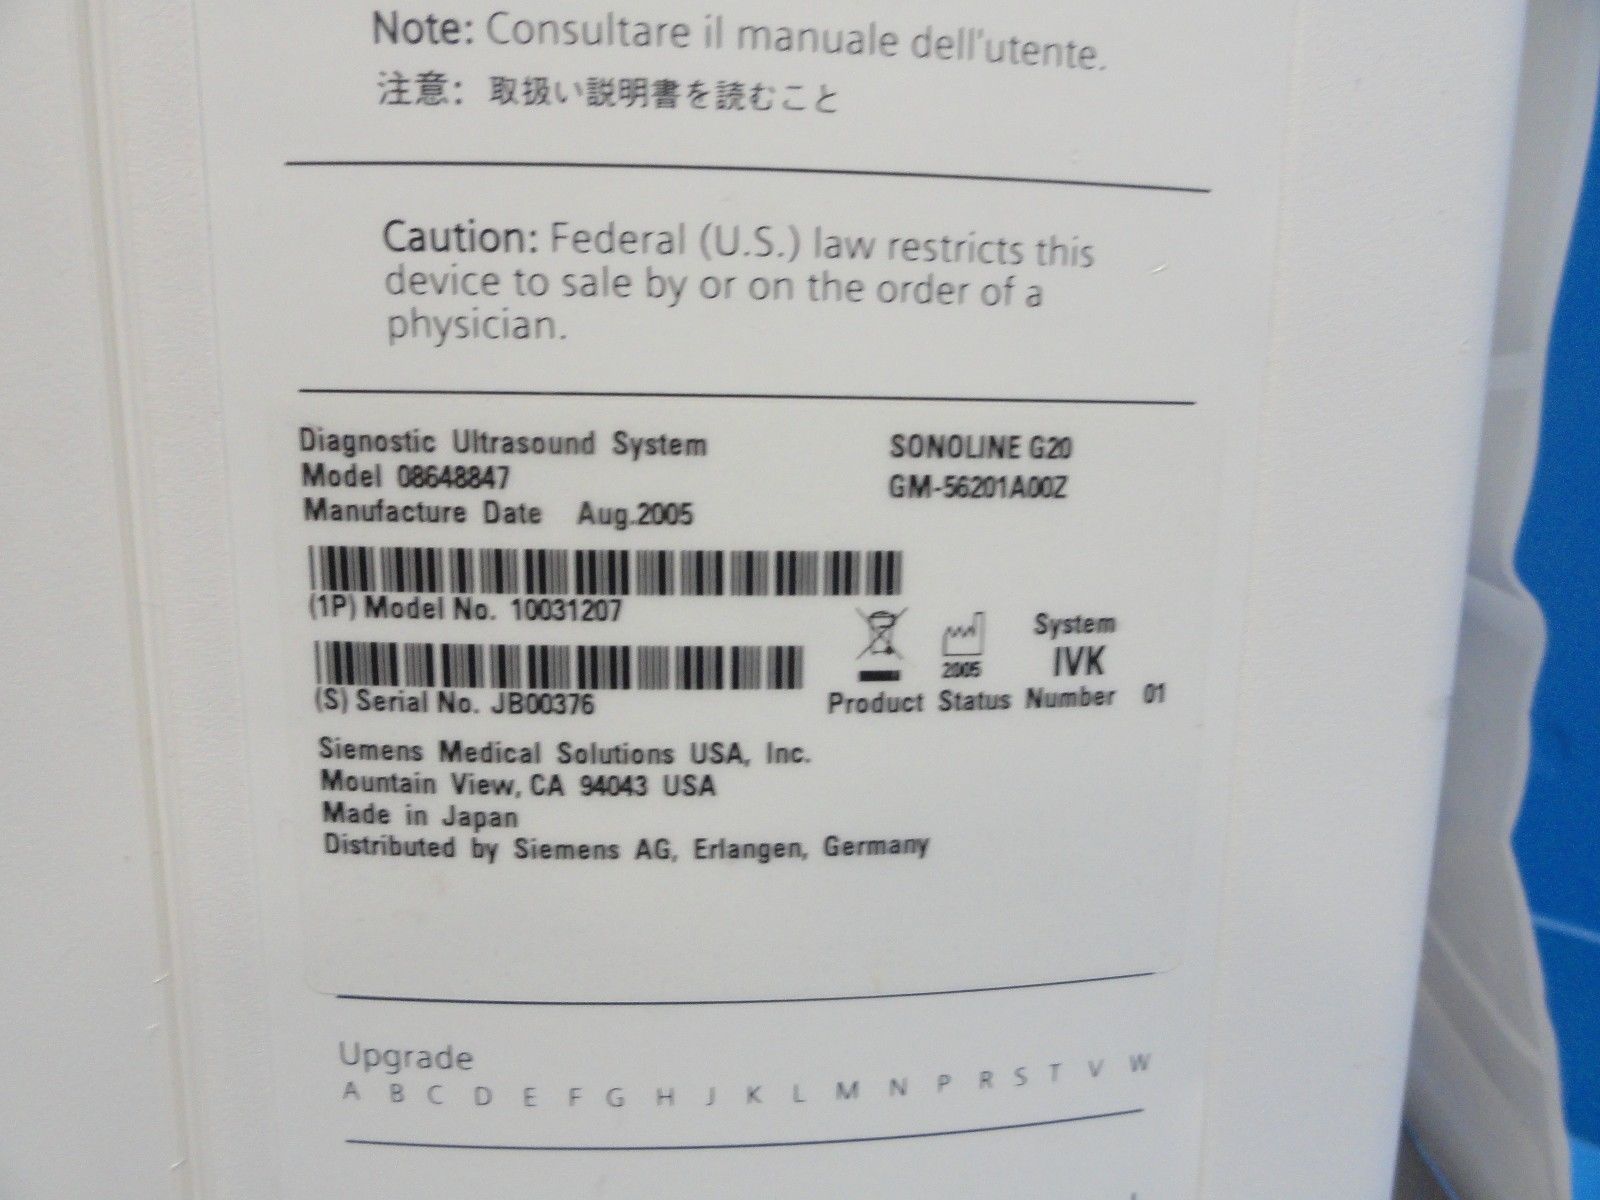 Note: Consultare il manuale dell'utente.
注意: 取扱い説明書を読むこと
Caution: Federal (U.S.) law restricts this
device to sale by or on the order of a
physician.
Diagnostic Ultrasound System
Model 08648847
Manufacture Date Aug.2005
SONOLINE G20
GM-56201A00Z
(1P) Model No. 10031207
(S) Serial No. JB00376
2005
System
IVK
Product Status Number 01
Siemens Medical Solutions USA, Inc.
Mountain View, CA 94043 USA
Made in Japan
Distributed by Siemens AG, Erlangen, Germany
Upgrade
A B C D E F G H J K L M N P R S T V W